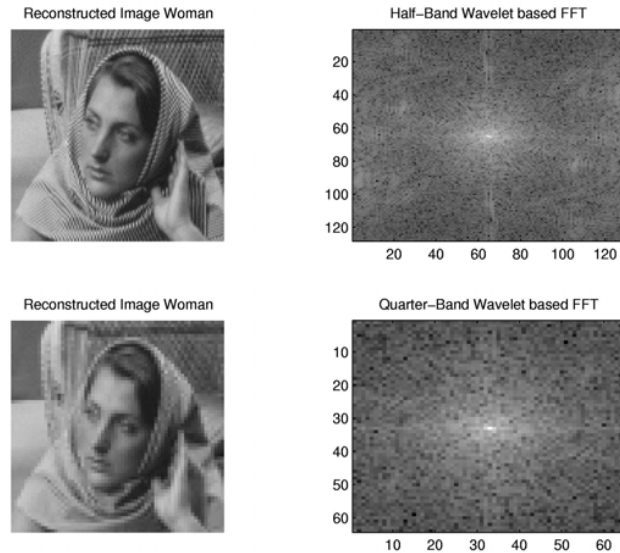 Reconstructed Image Woman
Half-Band Wavelet based FFT
20
40
60
80
100
120
20 40 60 80 100 120
Reconstructed Image Woman
Quarter-Band Wavelet based FFT
10
20
30
40
50
60
10 20 30 40 50 60